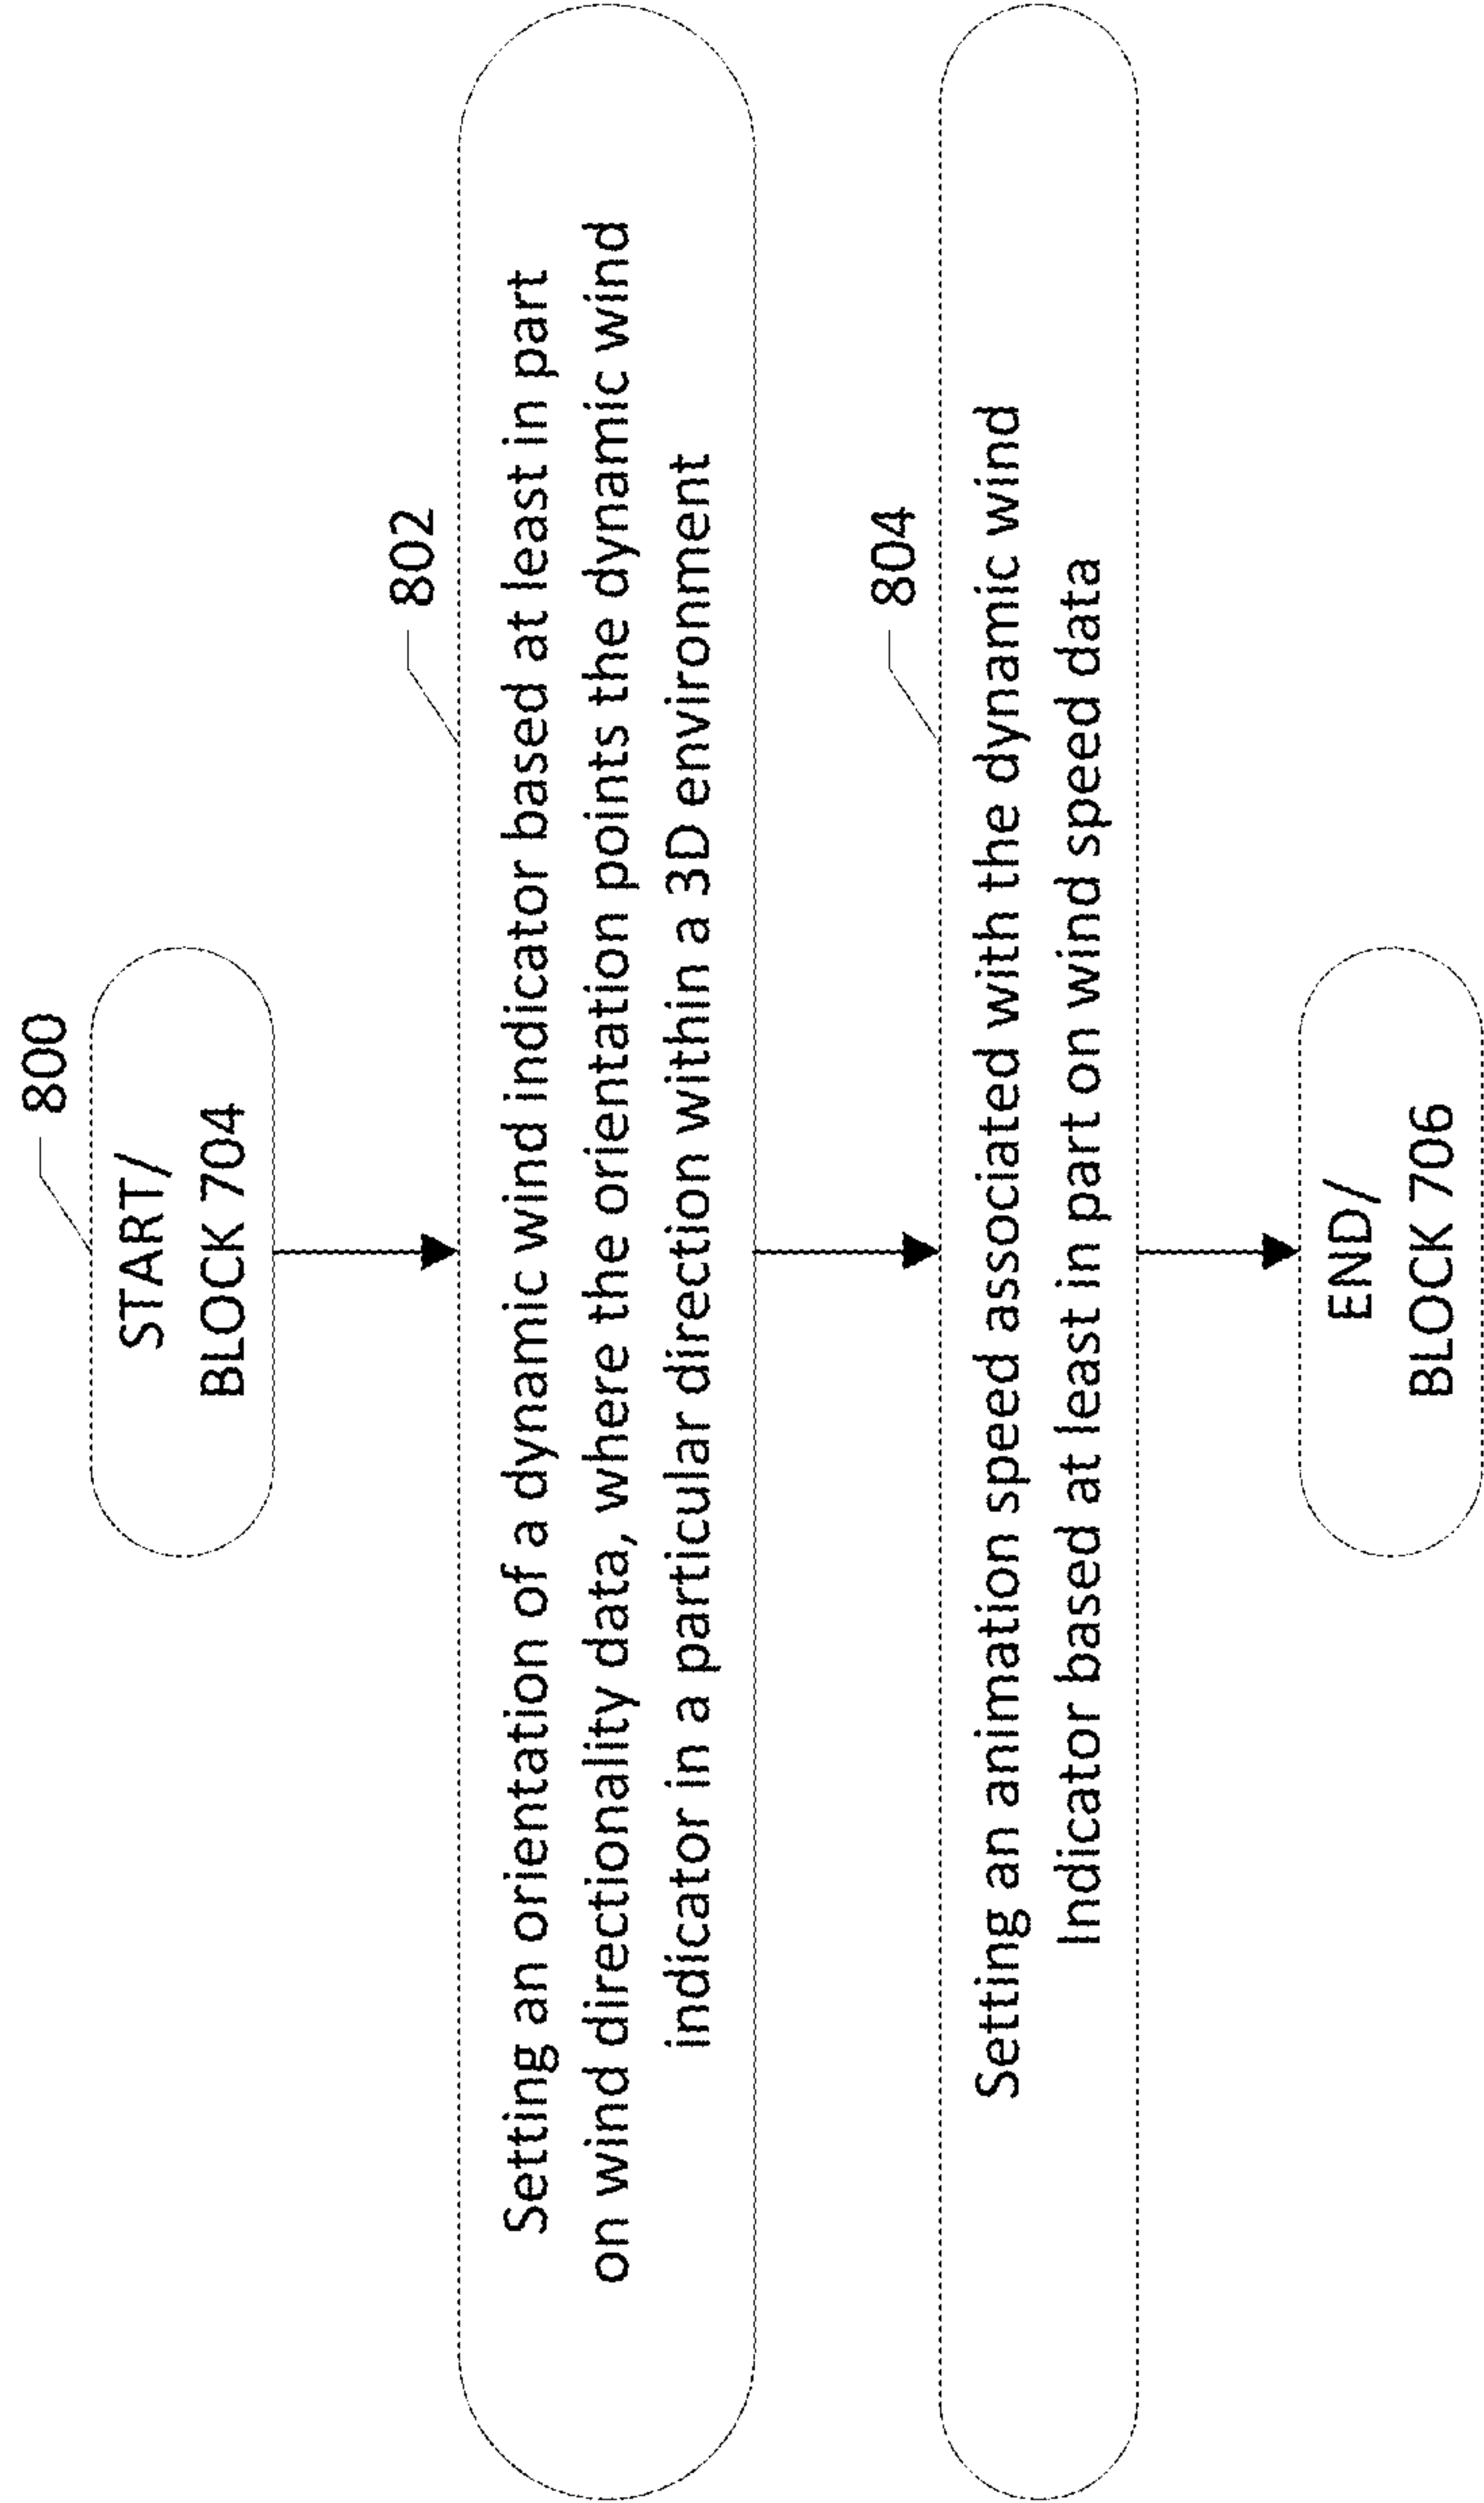 800
START/
BLOCK 704
802
Setting an orientation of a dynamic wind indicator based at least in part
on wind directionality data, where the orientation points the dynamic wind
indicator in a particular direction within a 3D environment
804
Setting an animation speed associated with the dynamic wind
Indicator based at least in part on wind speed data
END/
BLOCK 706